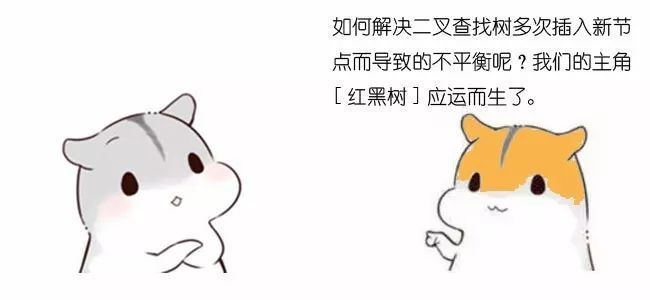 如何解决二叉查找树多次插入新节
点而导致的不平衡呢？我们的主角
[ 红黑树 ] 应运而生了。